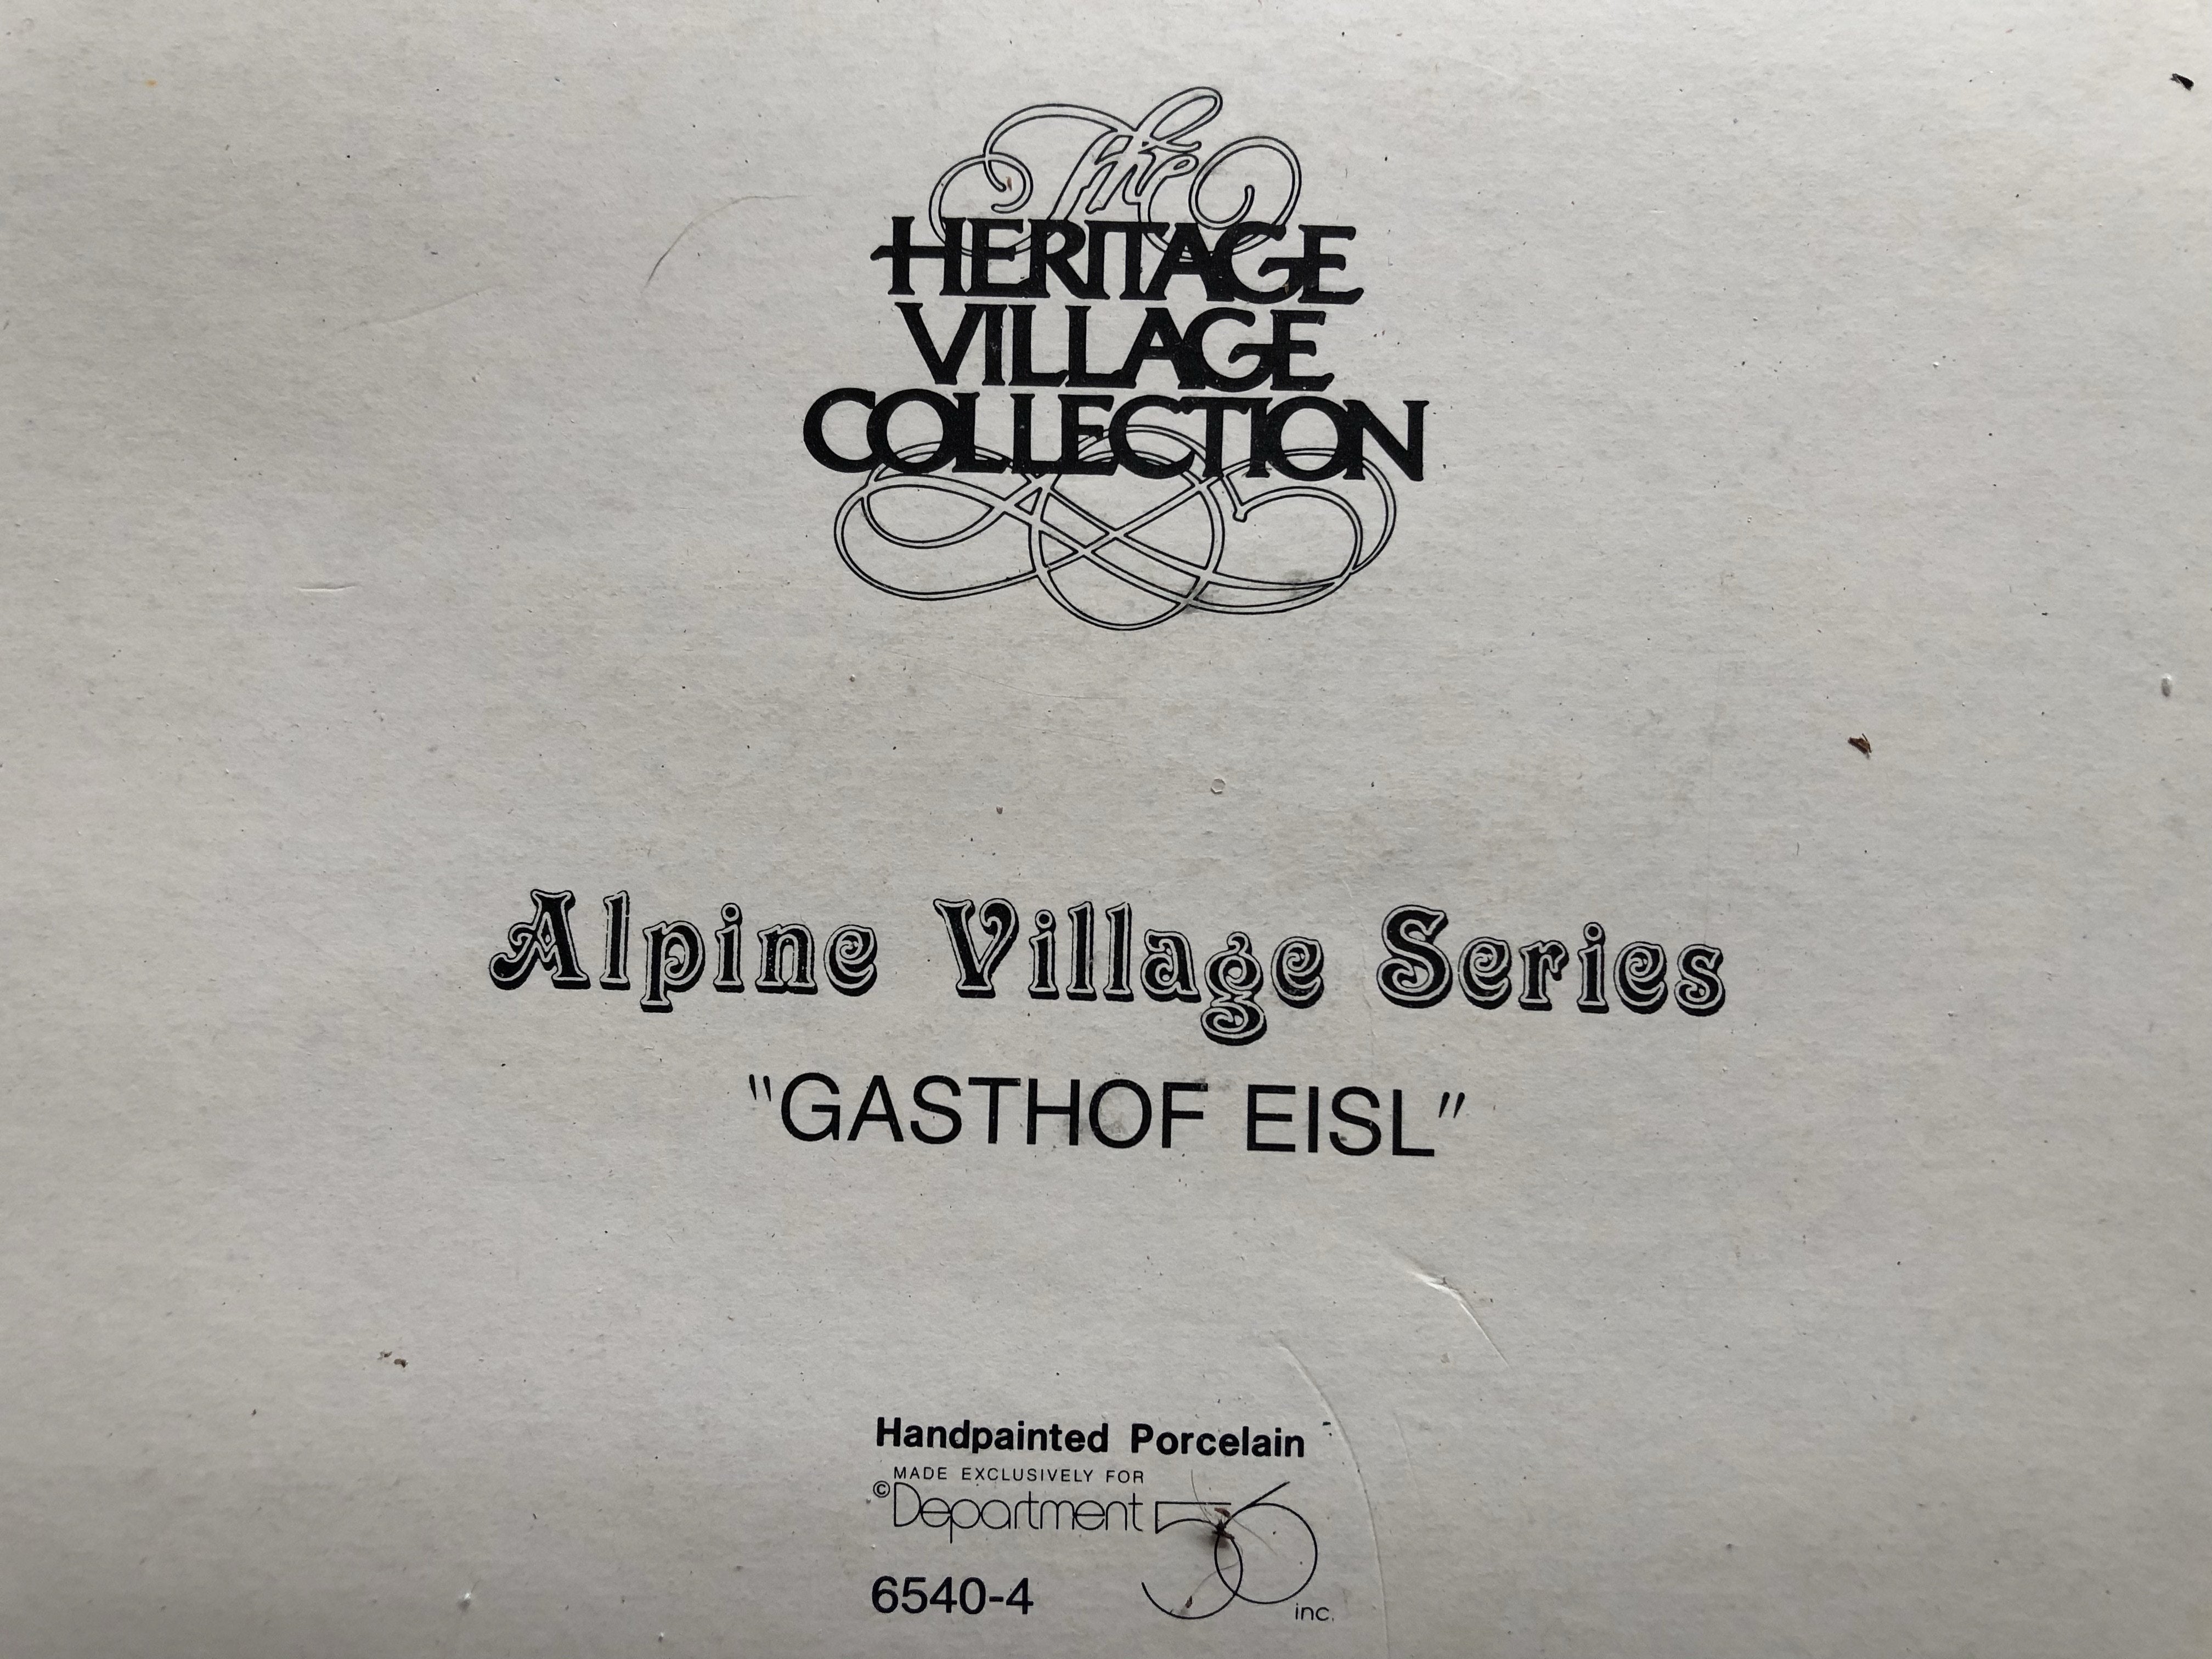 The
HERITAGE
VILLAGE
COLLECTION
Alpine Village Series
"GASTHOF EISL"
Handpainted Porcelain
MADE EXCLUSIVELY FOR
©Department 56 inc.
6540-4